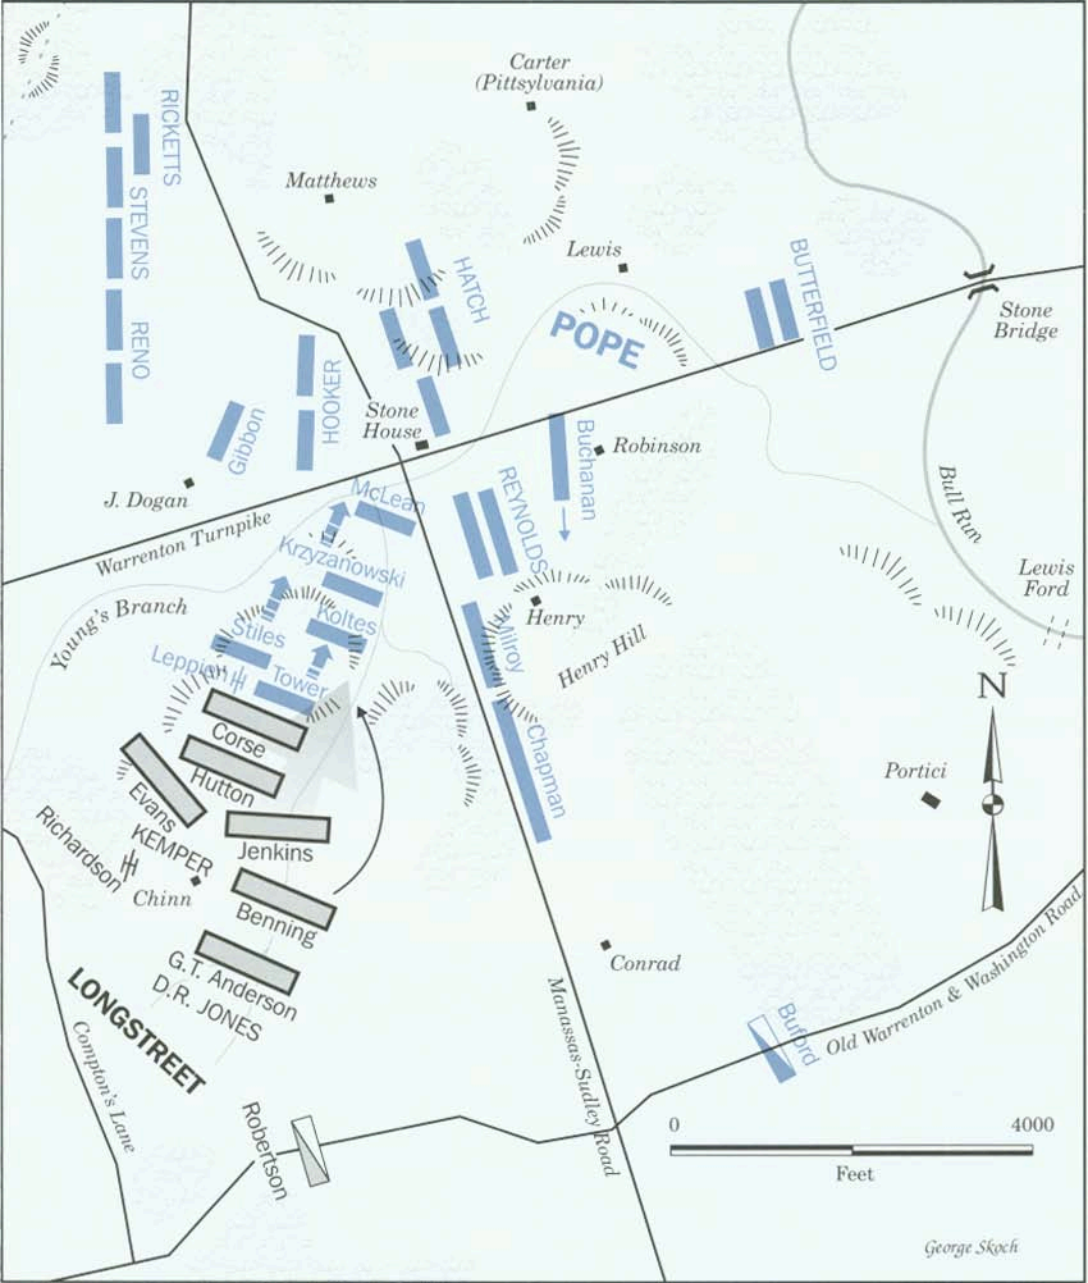 Carter
(Pittsylvania)
RICKETTS
Matthews
STEVENS
Lewis
HATCH
BUTTERFIELD
Stone
Bridge
POPE
RENO
HOOKER
Stone
House
Gibbon
Buchanan
Robinson
J. Dogan
McLean
REYNOLDS
Bull Run
Warrenton Turnpike
Krzyzanowski
Lewis
Ford
Young's Branch
Koltes
Henry
Stiles
Milroy
Henry Hill
Leppien
Tower
N
Corse
Chapman
Hutton
Portici
Evans
KEMPER
Richardson
Jenkins
Chinn
Benning
Conrad
G.T. Anderson
D.R. JONES
LONGSTREET
Manassas-Sudley Road
Buford
Old Warrenton & Washington Road
Compton's Lane
Robertson
0 4000
Feet
George Skoch